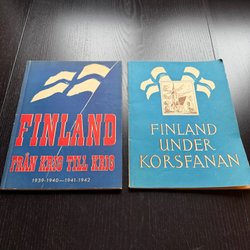 FINLAND
FRÅN KRIG TILL KRIG
1939-1940—1941-1942
FINLAND
UNDER
KORSFANAN